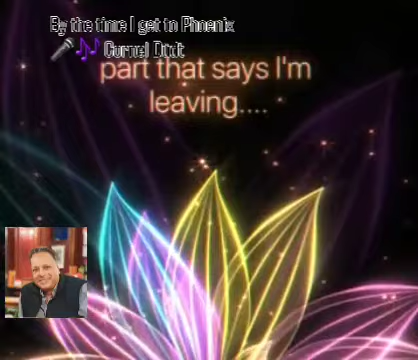 By the time I get to Phoenix
part that says I'm
leaving....